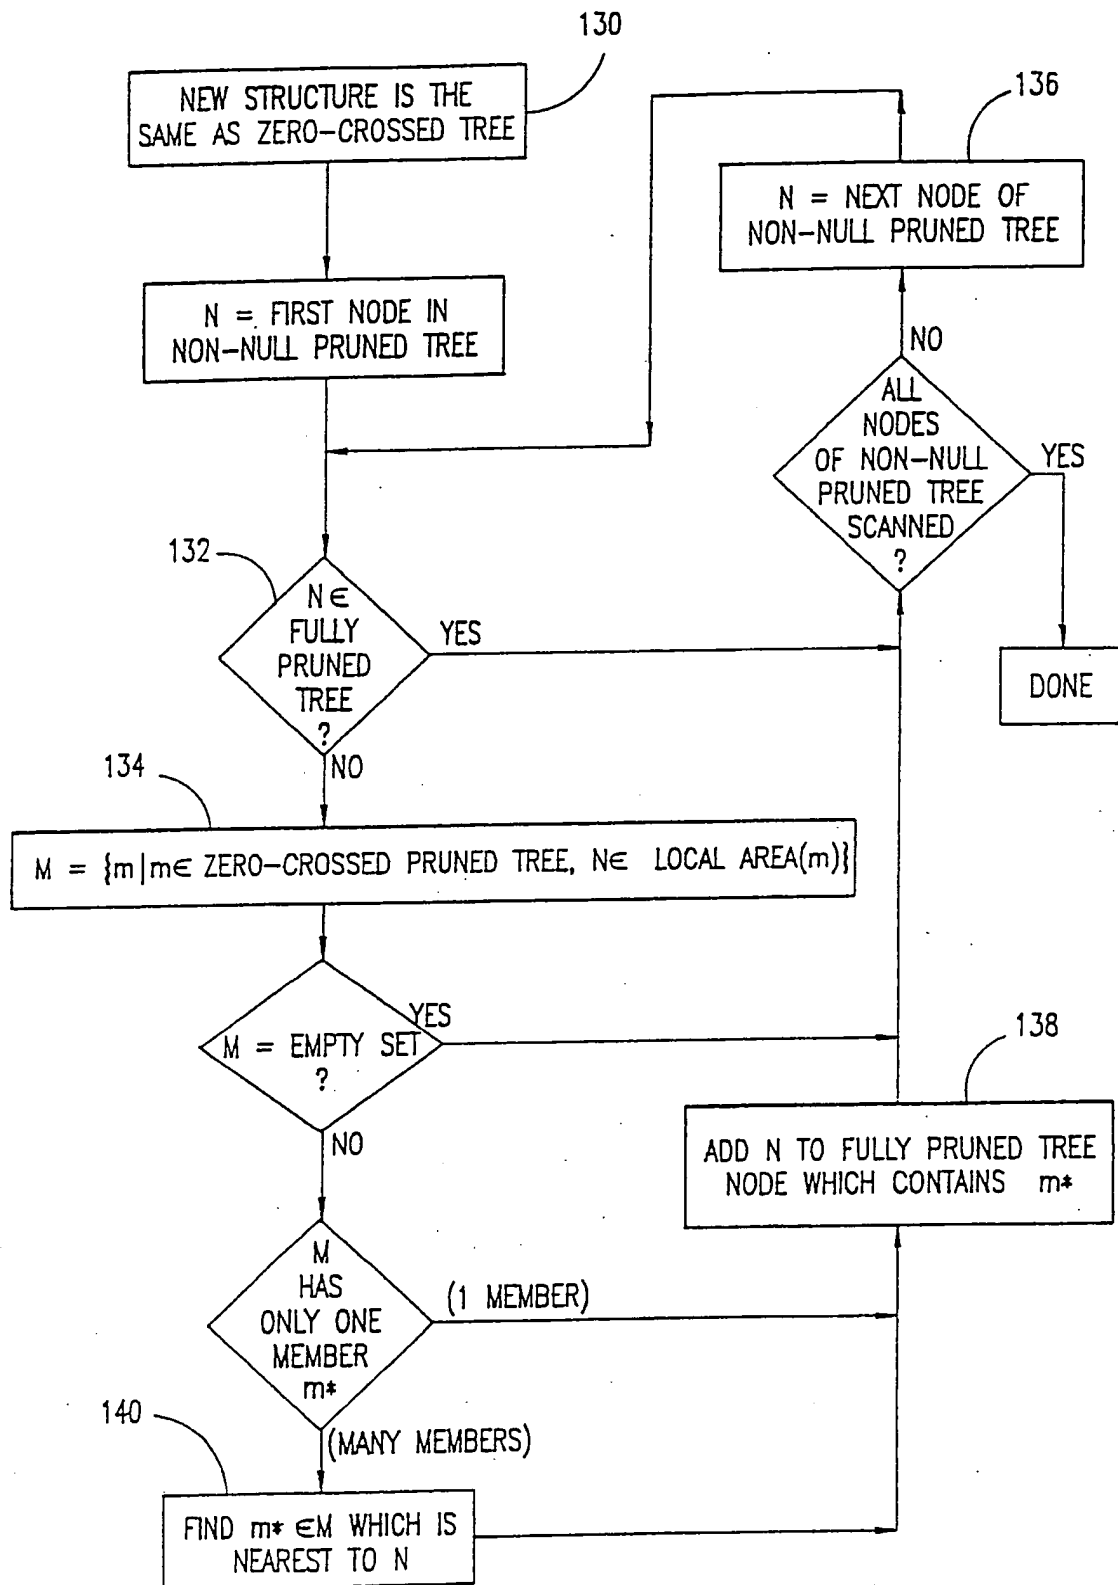 130
NEW STRUCTURE IS THE
SAME AS ZERO-CROSSED TREE
136
N = NEXT NODE OF
NON-NULL PRUNED TREE
N = FIRST NODE IN
NON-NULL PRUNED TREE
NO
ALL
NODES
OF NON-NULL
PRUNED TREE
SCANNED
?
YES
DONE
132
N∈
FULLY
PRUNED
TREE
?
YES
NO
134
M = {m|m∈ ZERO-CROSSED PRUNED TREE, N∈ LOCAL AREA(m)}
M = EMPTY SET
?
YES
NO
138
ADD N TO FULLY PRUNED TREE
NODE WHICH CONTAINS m*
M
HAS
ONLY ONE
MEMBER
m*
(1 MEMBER)
(MANY MEMBERS)
140
FIND m* ∈M WHICH IS
NEAREST TO N